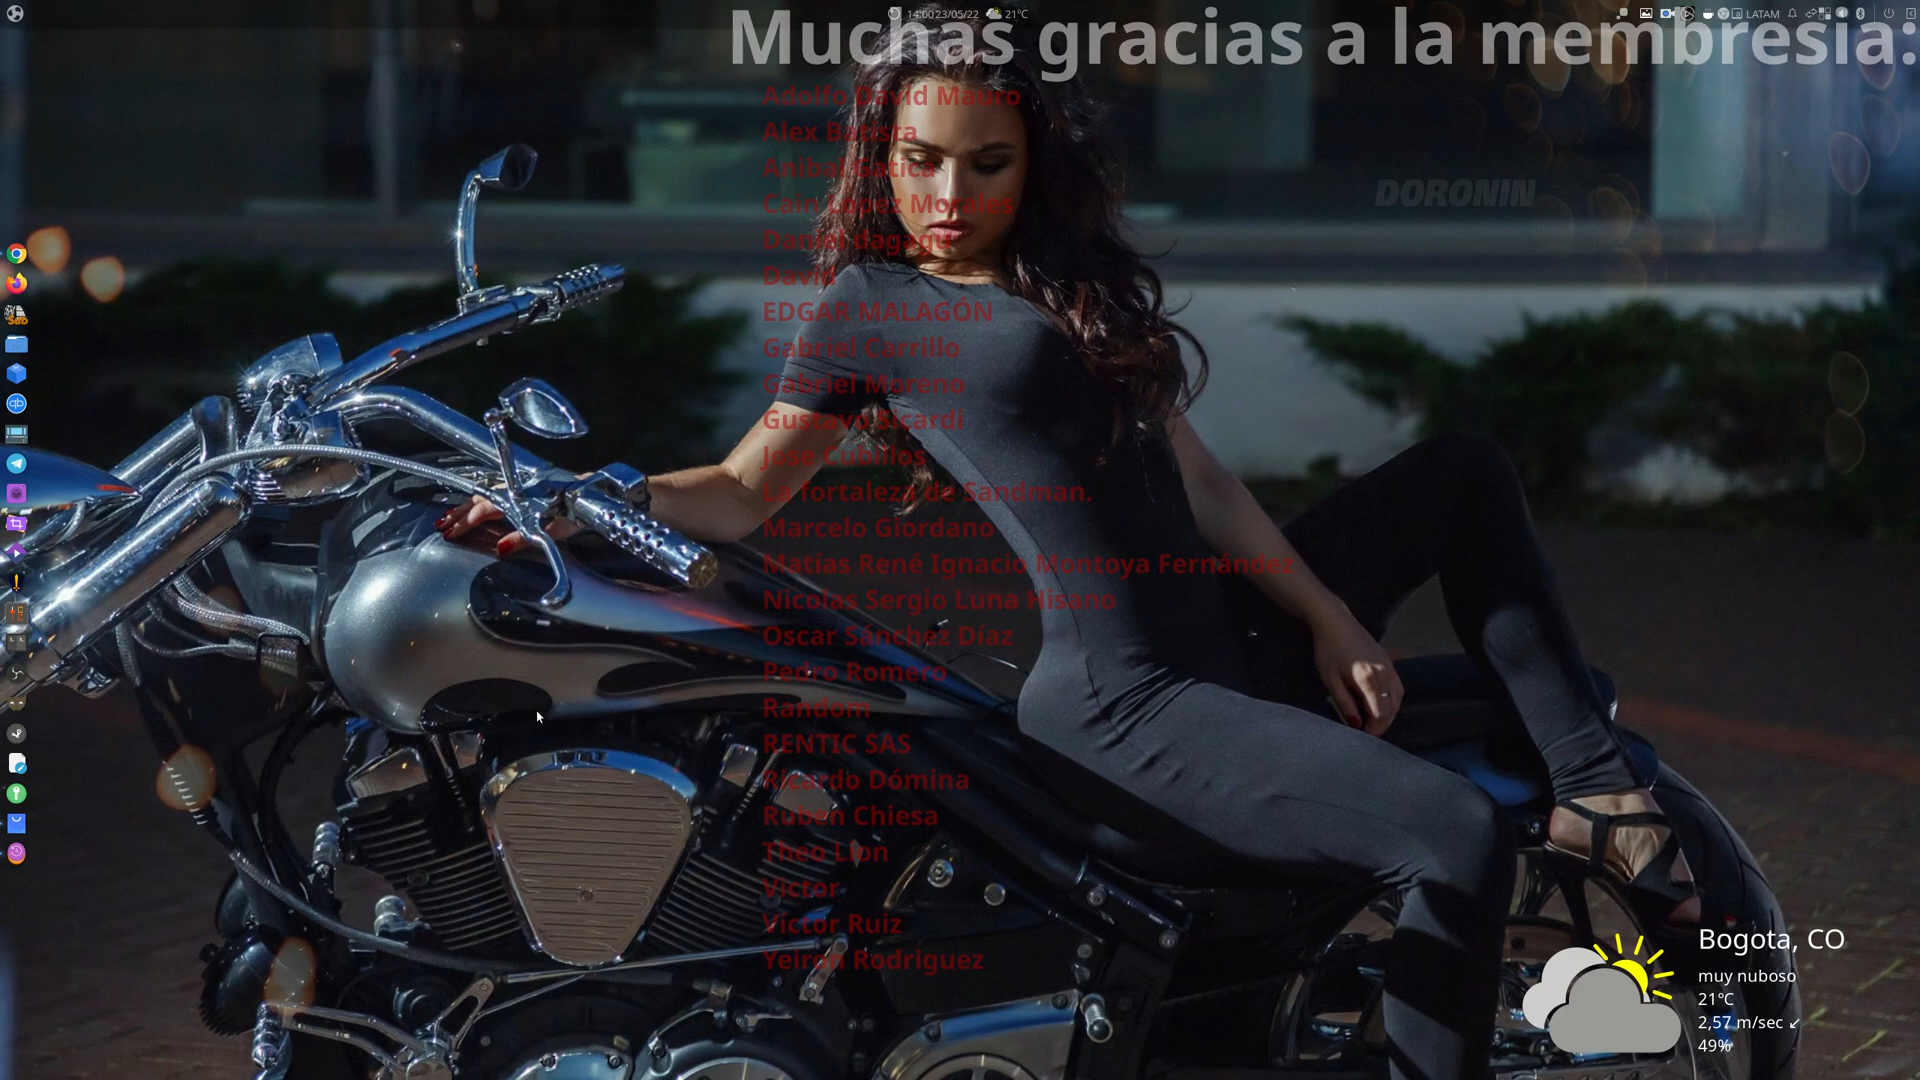 14:00 23/05/22 21°C
LATAM
Muchas gracias a la membresia:
Adolfo David Mauro
Alex Batista
Anibal Gatica
Cain Lopez Morales
Daniel dagagu
David
EDGAR MALAGÓN
Gabriel Carrillo
Gabriel Moreno
Gustavo Sicardi
Jose Cubillos
La fortaleza de Sandman.
Marcelo Giordano
Matías René Ignacio Montoya Fernández
Nicolas Sergio Luna Hisano
Oscar Sánchez Díaz
Pedro Romero
Random
RENTIC SAS
Ricardo Dómina
Ruben Chiesa
Theo Lion
Victor
Víctor Ruiz
Yeiron Rodriguez
DORONIN
Bogota, CO
muy nuboso
21°C
2,57 m/sec ↙
49%